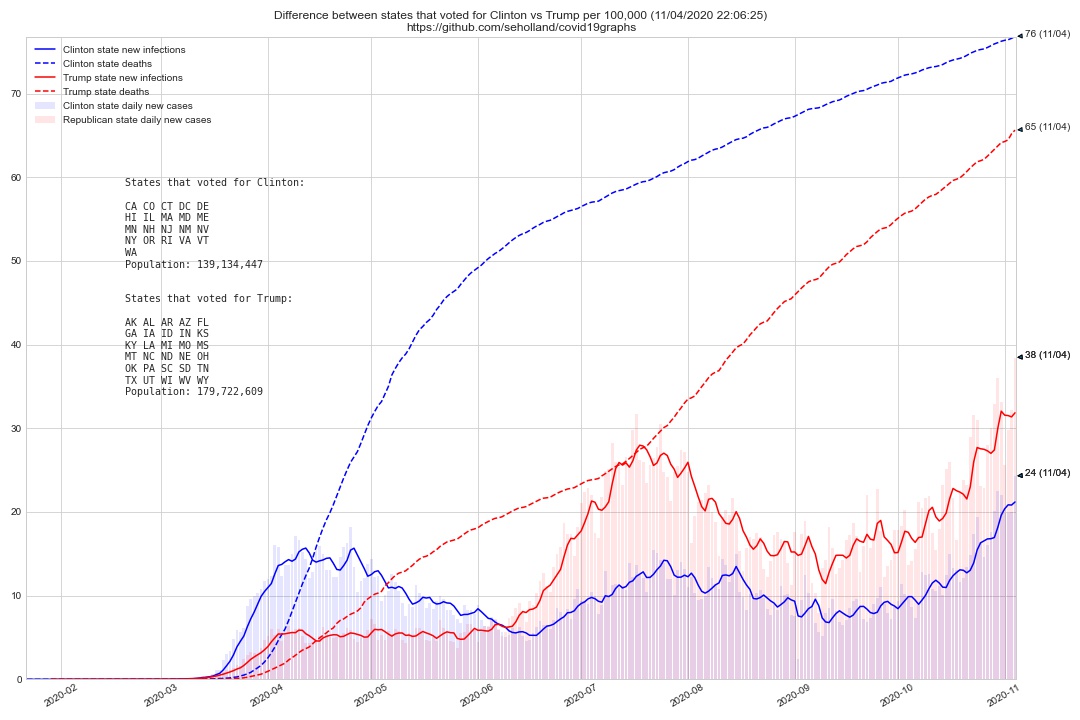 Difference between states that voted for Clinton vs Trump per 100,000 (11/04/2020 22:06:25)
https://github.com/seholland/covid19graphs
Clinton state new infections
Clinton state deaths
Trump state new infections
Trump state deaths
Clinton state daily new cases
Republican state daily new cases
States that voted for Clinton:
CA CO CT DC DE
HI IL MA MD ME
MN NH NJ NM NV
NY OR RI VA VT
WA
Population: 139,134,447
States that voted for Trump:
AK AL AR AZ FL
GA IA ID IN KS
KY LA MI MO MS
MT NC ND NE OH
OK PA SC SD TN
TX UT WI WV WY
Population: 179,722,609
76 (11/04)
65 (11/04)
38 (11/04)
24 (11/04)
70
60
50
40
30
20
10
0
2020-02
2020-03
2020-04
2020-05
2020-06
2020-07
2020-08
2020-09
2020-10
2020-11